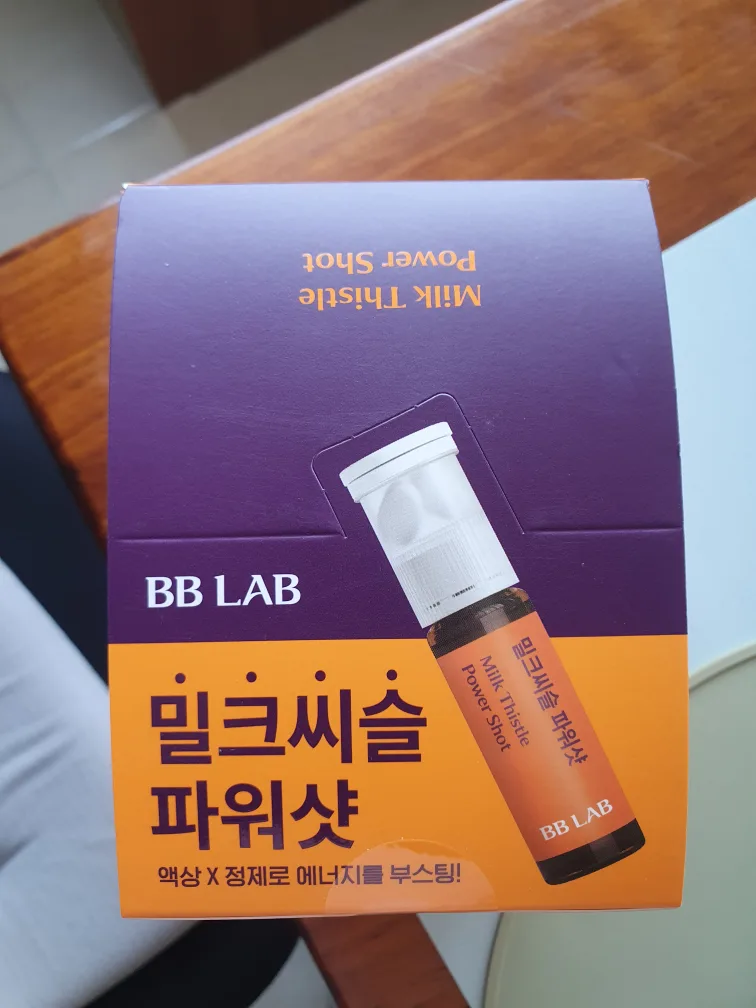 Milk Thistle
Power Shot
BB LAB
밀크씨슬
파워샷
액상 X 정제로 에너지를 부스팅!
밀크씨슬 파워샷
Milk Thistle
Power Shot
BB LAB